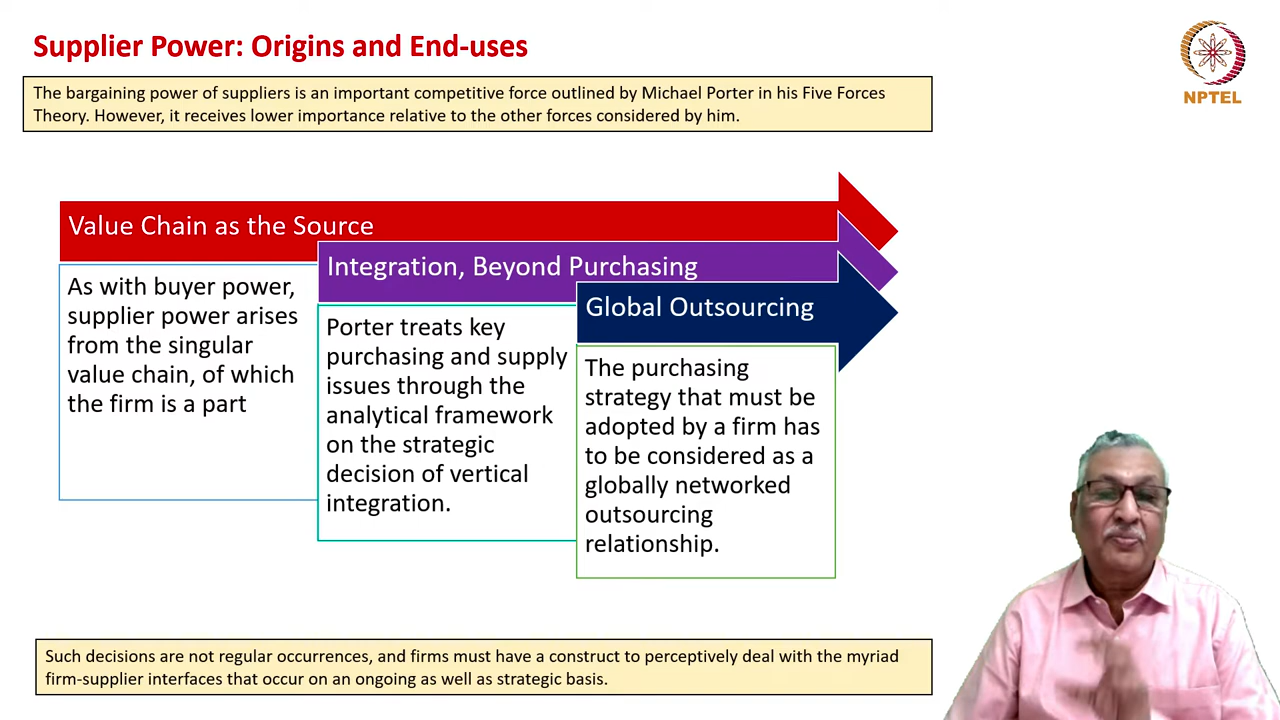 Supplier Power: Origins and End-uses
NPTEL
The bargaining power of suppliers is an important competitive force outlined by Michael Porter in his Five Forces
Theory. However, it receives lower importance relative to the other forces considered by him.
Value Chain as the Source
As with buyer power,
supplier power arises
from the singular
value chain, of which
the firm is a part
Integration, Beyond Purchasing
Porter treats key
purchasing and supply
issues through the
analytical framework
on the strategic
decision of vertical
integration.
Global Outsourcing
The purchasing
strategy that must be
adopted by a firm has
to be considered as a
globally networked
outsourcing
relationship.
Such decisions are not regular occurrences, and firms must have a construct to perceptively deal with the myriad
firm-supplier interfaces that occur on an ongoing as well as strategic basis.